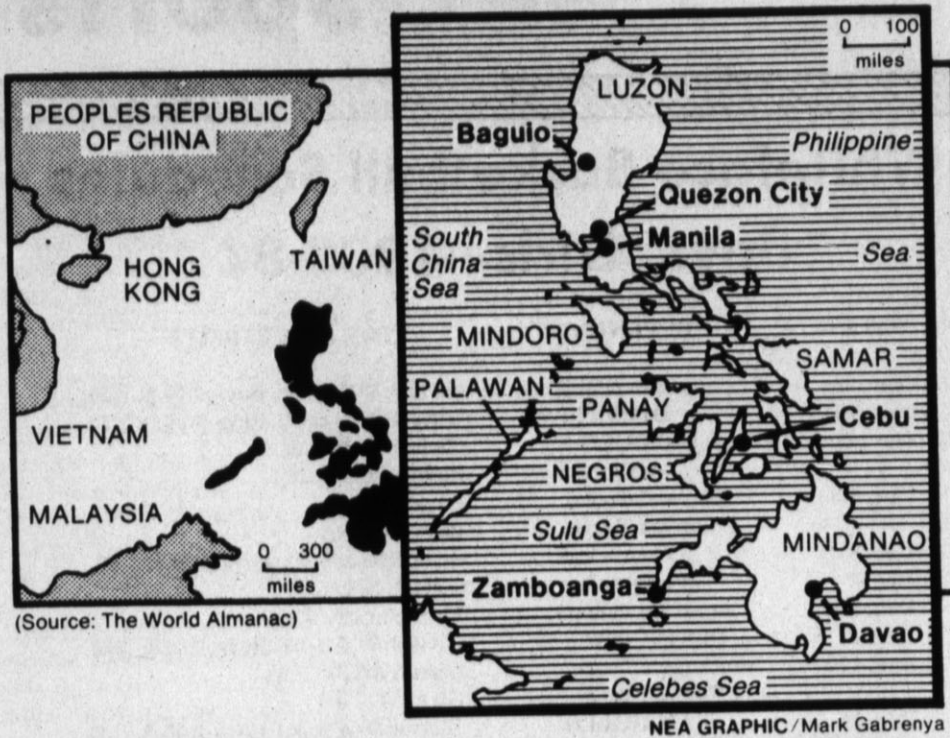 PEOPLES REPUBLIC
OF CHINA
HONG
KONG
TAIWAN
VIETNAM
MALAYSIA
0 300
miles
(Source: The World Almanac)
0 100
miles
LUZON
Baguio
Philippine
Quezon City
South
China
Sea
Manila
Sea
MINDORO
SAMAR
PALAWAN
PANAY
Cebu
NEGROS
Sulu Sea
MINDANAO
Zamboanga
Davao
Celebes Sea
NEA GRAPHIC/Mark Gabrenya